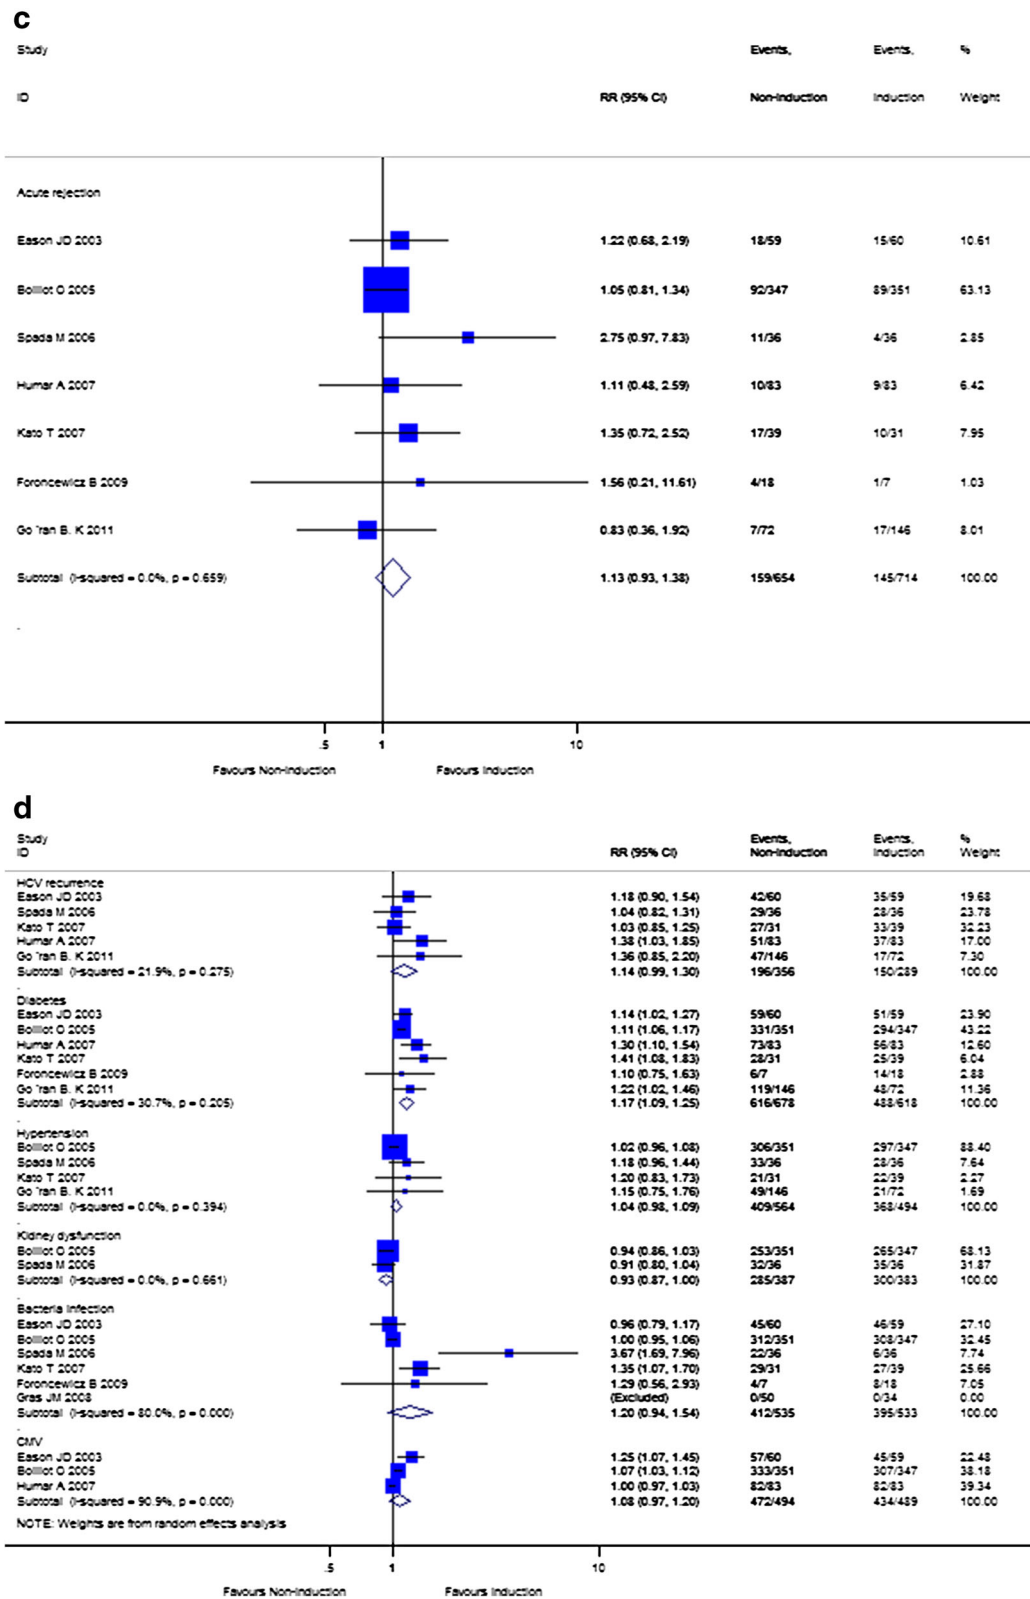 c
Study Events, Events, %
ID RR (95% CI) Non-induction Induction Weight
Acute rejection
Eason JD 2003 1.22 (0.68, 2.19) 18/59 15/60 10.61
Boillot O 2005 1.05 (0.81, 1.34) 92/347 89/351 63.13
Spada M 2006 2.75 (0.97, 7.83) 11/36 4/36 2.85
Humar A 2007 1.11 (0.48, 2.59) 10/83 9/83 6.42
Kato T 2007 1.35 (0.72, 2.52) 17/39 10/31 7.95
Foroncewicz B 2009 1.56 (0.21, 11.61) 4/18 1/7 1.03
Go ran B. K 2011 0.83 (0.36, 1.92) 7/72 17/146 8.01
Subtotal (I-squared = 0.0%, p = 0.659) 1.13 (0.93, 1.38) 159/654 145/714 100.00
.
.5 1 10
Favours Non-induction Favours Induction
d
Study Events, Events, %
ID RR (95% CI) Non-induction Induction Weight
HCV recurrence
Eason JD 2003 1.18 (0.90, 1.54) 42/60 35/59 19.68
Spada M 2006 1.04 (0.82, 1.31) 29/36 28/36 23.78
Kato T 2007 1.03 (0.85, 1.25) 27/31 33/39 32.23
Humar A 2007 1.38 (1.03, 1.85) 51/83 37/83 17.00
Go ran B. K 2011 1.36 (0.85, 2.20) 47/146 17/72 7.30
Subtotal (I-squared = 21.9%, p = 0.275) 1.14 (0.99, 1.30) 196/356 150/289 100.00
.
Diabetes
Eason JD 2003 1.14 (1.02, 1.27) 59/60 51/59 23.90
Boillot O 2005 1.11 (1.06, 1.17) 331/351 294/347 43.22
Humar A 2007 1.30 (1.10, 1.54) 73/83 56/83 12.60
Kato T 2007 1.41 (1.08, 1.83) 28/31 25/39 6.04
Foroncewicz B 2009 1.10 (0.75, 1.63) 6/7 14/18 2.88
Go ran B. K 2011 1.22 (1.02, 1.46) 119/146 48/72 11.36
Subtotal (I-squared = 30.7%, p = 0.205) 1.17 (1.09, 1.25) 616/678 488/618 100.00
.
Hypertension
Boillot O 2005 1.02 (0.96, 1.08) 306/351 297/347 88.40
Spada M 2006 1.18 (0.96, 1.44) 33/36 28/36 7.64
Kato T 2007 1.20 (0.83, 1.73) 21/31 22/39 2.27
Go ran B. K 2011 1.15 (0.75, 1.76) 49/146 21/72 1.69
Subtotal (I-squared = 0.0%, p = 0.394) 1.04 (0.98, 1.09) 409/564 368/494 100.00
.
Kidney dysfunction
Boillot O 2005 0.94 (0.86, 1.03) 253/351 265/347 68.13
Spada M 2006 0.91 (0.80, 1.04) 32/36 35/36 31.87
Subtotal (I-squared = 0.0%, p = 0.661) 0.93 (0.87, 1.00) 285/387 300/383 100.00
.
Bacteria Infection
Eason JD 2003 0.96 (0.79, 1.17) 45/60 46/59 27.10
Boillot O 2005 1.00 (0.95, 1.06) 312/351 308/347 32.45
Spada M 2006 3.67 (1.69, 7.96) 22/36 6/36 7.74
Kato T 2007 1.35 (1.07, 1.70) 29/31 27/39 25.66
Foroncewicz B 2009 1.29 (0.56, 2.93) 4/7 8/18 7.05
Gras JM 2008 (Excluded) 0/50 0/34 0.00
Subtotal (I-squared = 80.0%, p = 0.000) 1.20 (0.94, 1.54) 412/535 395/533 100.00
.
CMV
Eason JD 2003 1.25 (1.07, 1.45) 57/60 45/59 22.48
Boillot O 2005 1.07 (1.03, 1.12) 333/351 307/347 38.18
Humar A 2007 1.00 (0.97, 1.03) 82/83 82/83 39.34
Subtotal (I-squared = 90.9%, p = 0.000) 1.08 (0.97, 1.20) 472/494 434/489 100.00
NOTE: Weights are from random effects analysis
.5 1 10
Favours Non-induction Favours Induction